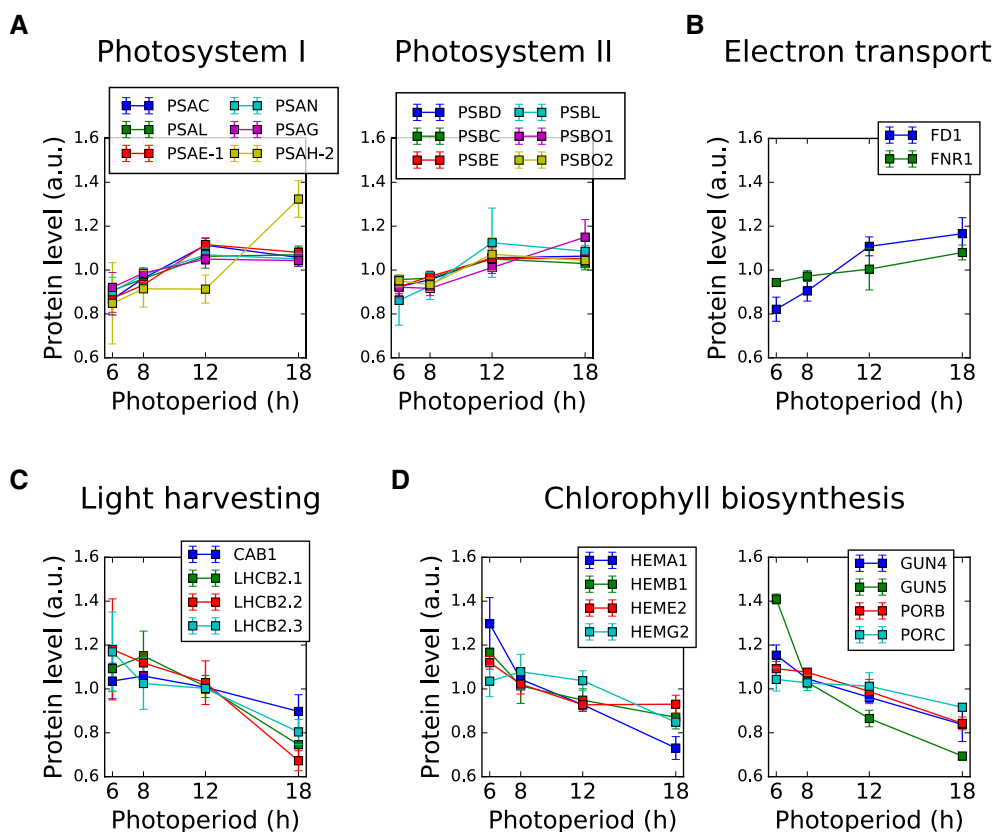 A
Photosystem I
Photosystem II
B
Electron transport
PSAC
PSAL
PSAE-1
PSAN
PSAG
PSAH-2
Protein level (a.u.)
1.6
1.4
1.2
1.0
0.8
0.6
6 8 12 18
Photoperiod (h)
PSBD
PSBC
PSBE
PSBL
PSBO1
PSBO2
1.6
1.4
1.2
1.0
0.8
0.6
6 8 12 18
Photoperiod (h)
FD1
FNR1
Protein level (a.u.)
1.6
1.4
1.2
1.0
0.8
0.6
6 8 12 18
Photoperiod (h)
C
Light harvesting
D
Chlorophyll biosynthesis
CAB1
LHCB2.1
LHCB2.2
LHCB2.3
Protein level (a.u.)
1.6
1.4
1.2
1.0
0.8
0.6
6 8 12 18
Photoperiod (h)
HEMA1
HEMB1
HEME2
HEMG2
Protein level (a.u.)
1.6
1.4
1.2
1.0
0.8
0.6
6 8 12 18
Photoperiod (h)
GUN4
GUN5
PORB
PORC
1.6
1.4
1.2
1.0
0.8
0.6
6 8 12 18
Photoperiod (h)